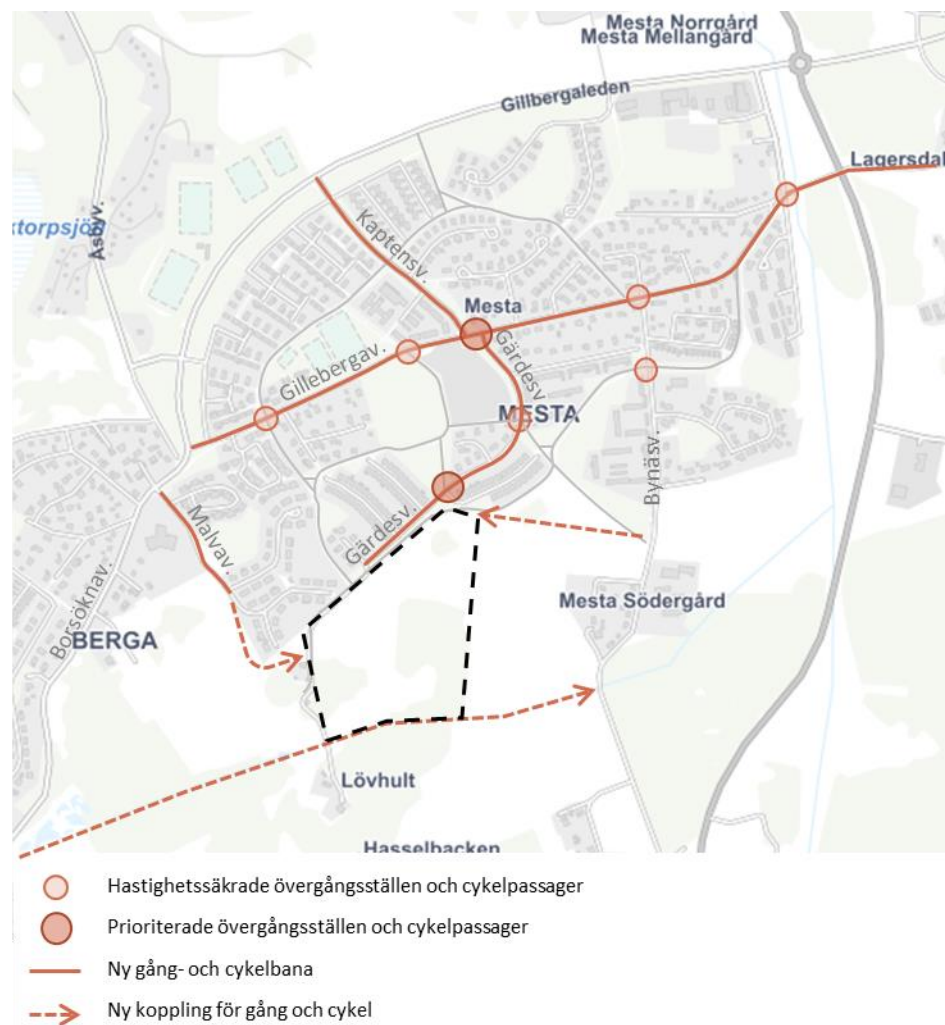 Mesta Norrgård
Mesta Mellangård
Gillbergaleden
Lagersdal
xtorpsjö
Åsbyv.
Kaptensv.
Mesta
Gärdesv.
Gillebergav.
MESTA
Bynäsv.
Gärdesv.
Malvav.
Borsöknav.
BERGA
Mesta Södergård
Lövhult
Hasselbacken
Hastighetssäkrade övergångsställen och cykelpassager
Prioriterade övergångsställen och cykelpassager
Ny gång- och cykelbana
Ny koppling för gång och cykel